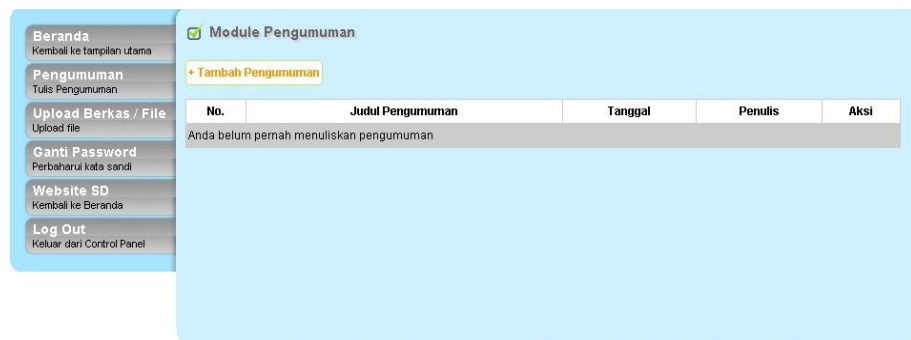 Beranda
Kembali ke tampilan utama
Pengumuman
Tulis Pengumuman
Upload Berkas / File
Upload file
Ganti Password
Perbaharui kata sandi
Website SD
Kembali ke Beranda
Log Out
Keluar dari Control Panel
Module Pengumuman
+ Tambah Pengumuman
No. Judul Pengumuman Tanggal Penulis Aksi
Anda belum pernah menuliskan pengumuman